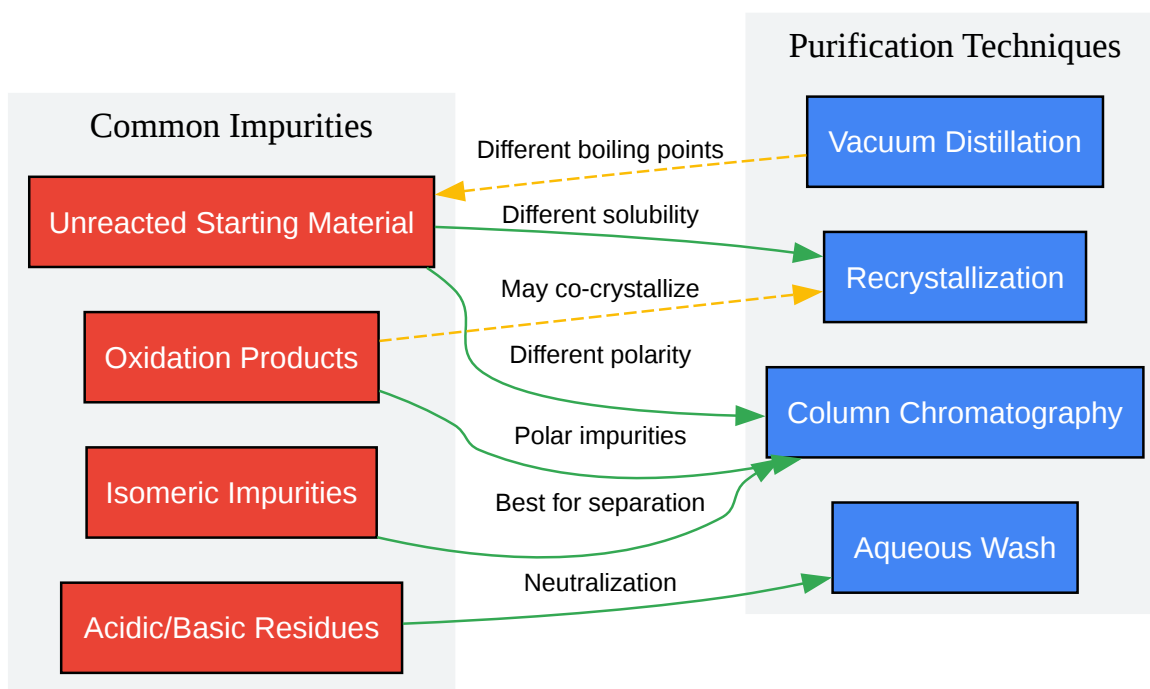 Purification Techniques
Vacuum Distillation
Common Impurities
Different boiling points
Unreacted Starting Material
Different solubility
Recrystallization
May co-crystallize
Oxidation Products
Different polarity
Column Chromatography
Polar impurities
Isomeric Impurities
Best for separation
Aqueous Wash
Neutralization
Acidic/Basic Residues